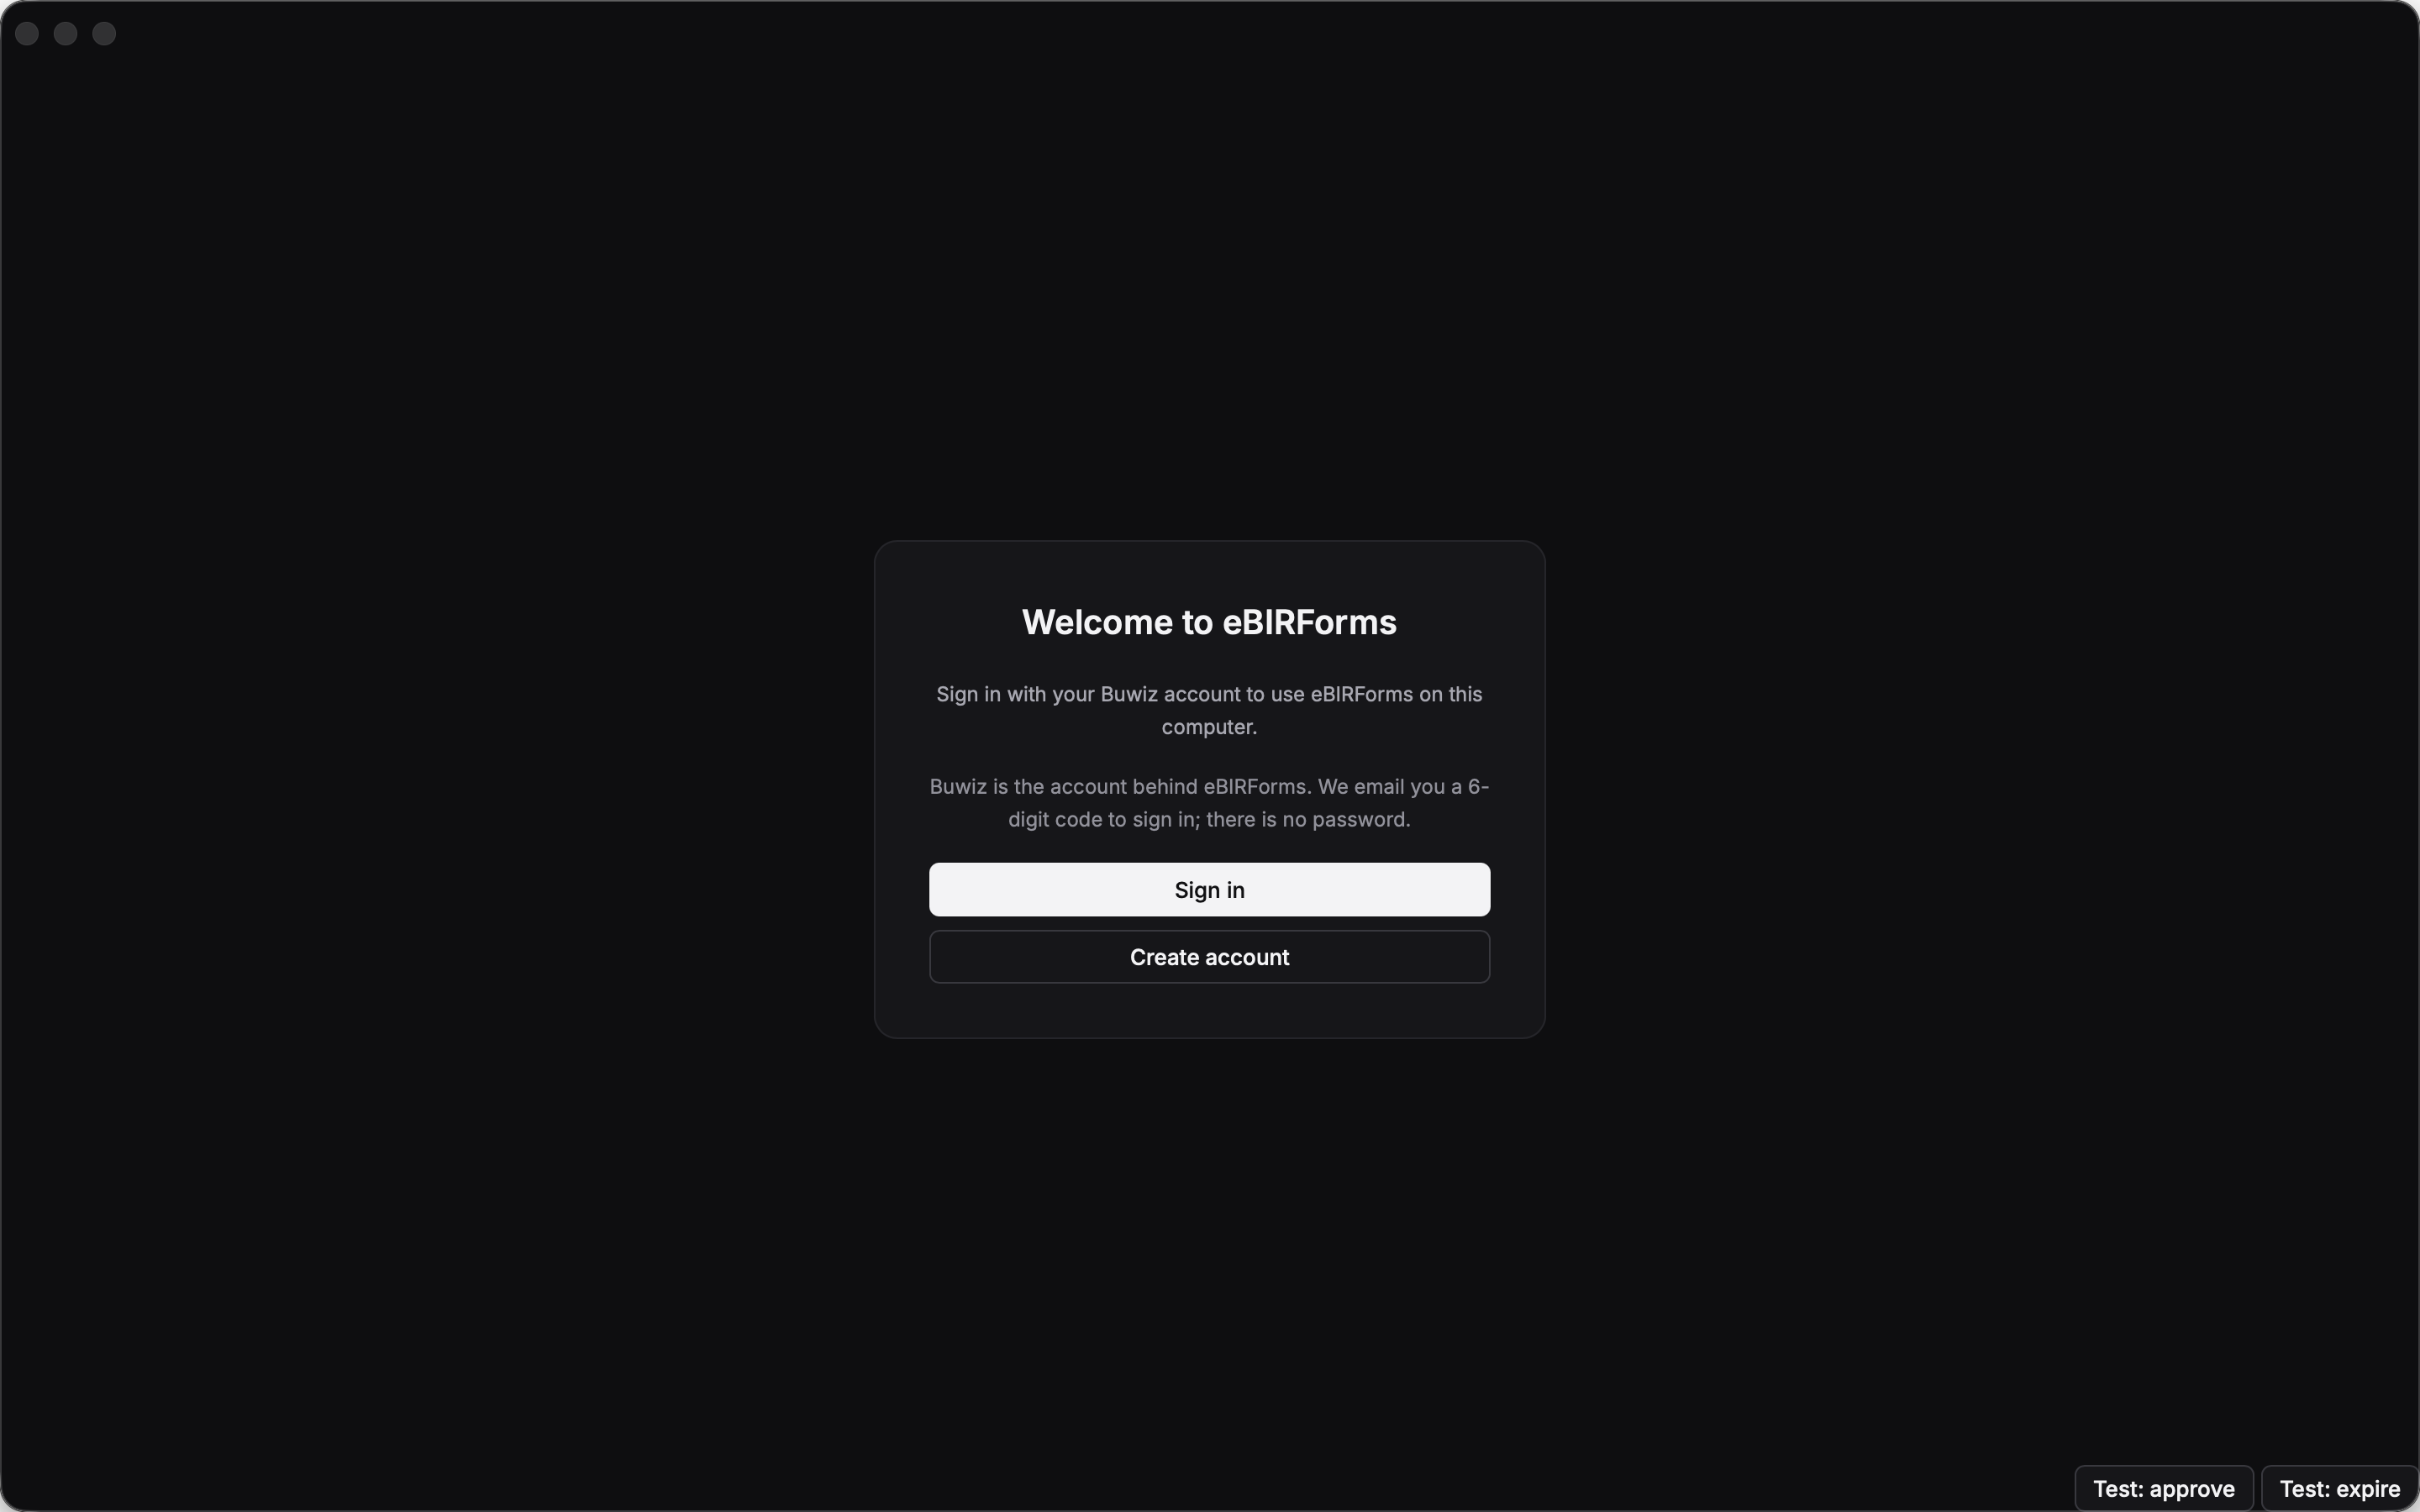 Welcome to eBIRForms
Sign in with your Buwiz account to use eBIRForms on this
computer.
Buwiz is the account behind eBIRForms. We email you a 6-
digit code to sign in; there is no password.
Sign in
Create account
Test: approve
Test: expire